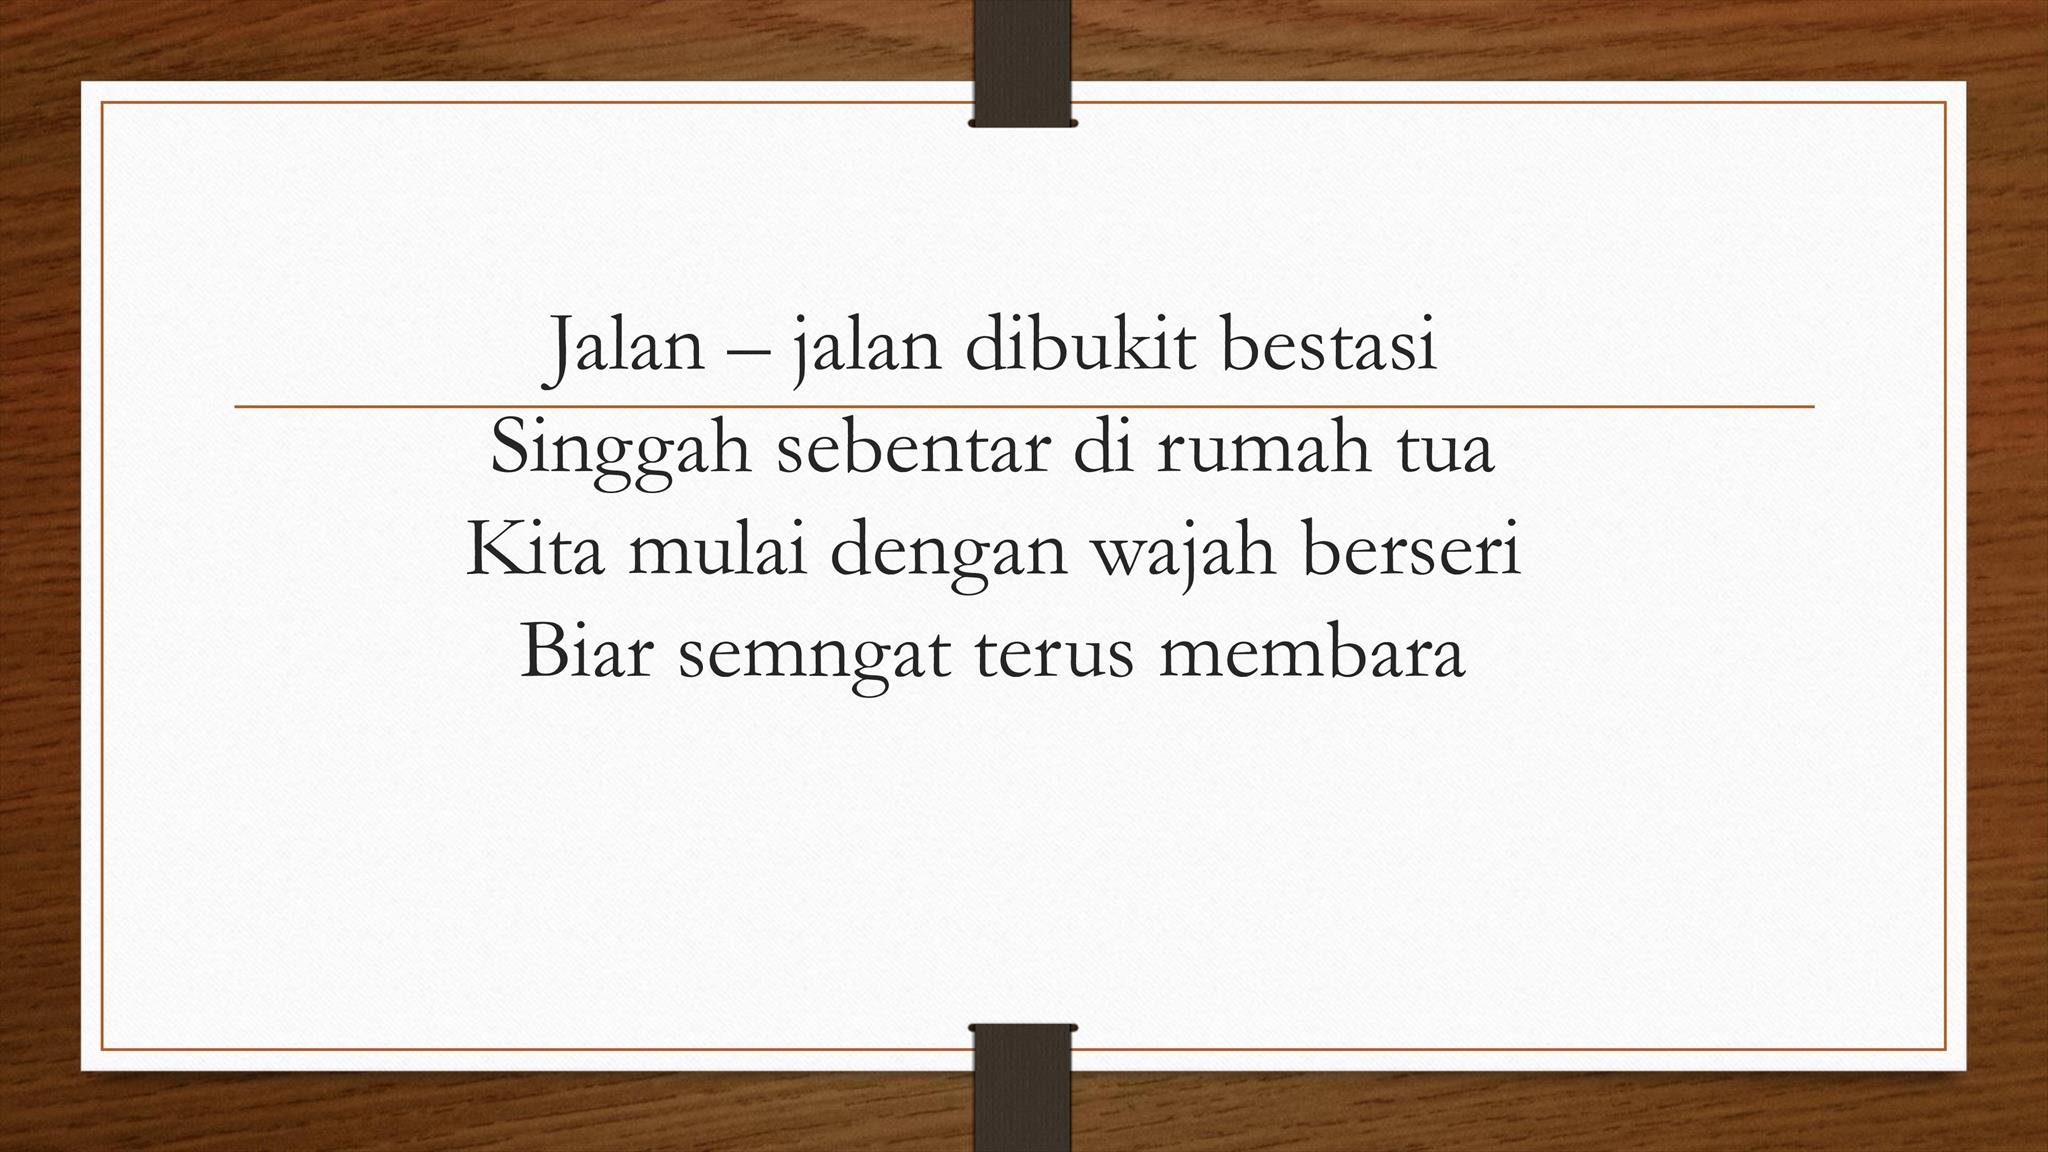 Jalan – jalan dibukit bestasi
Singgah sebentar di rumah tua
Kita mulai dengan wajah berseri
Biar semngat terus membara